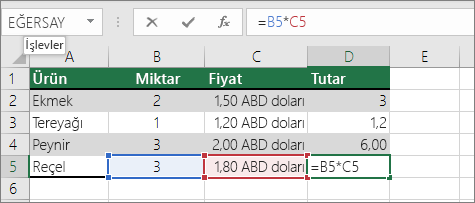 EĞERSAY =B5*C5
İşlevler
A B C D E
1 Ürün Miktar Fiyat Tutar
2 Ekmek 2 1,50 ABD doları 3
3 Tereyağı 1 1,20 ABD doları 1,2
4 Peynir 3 2,00 ABD doları 6,00
5 Reçel 3 1,80 ABD doları =B5*C5
6